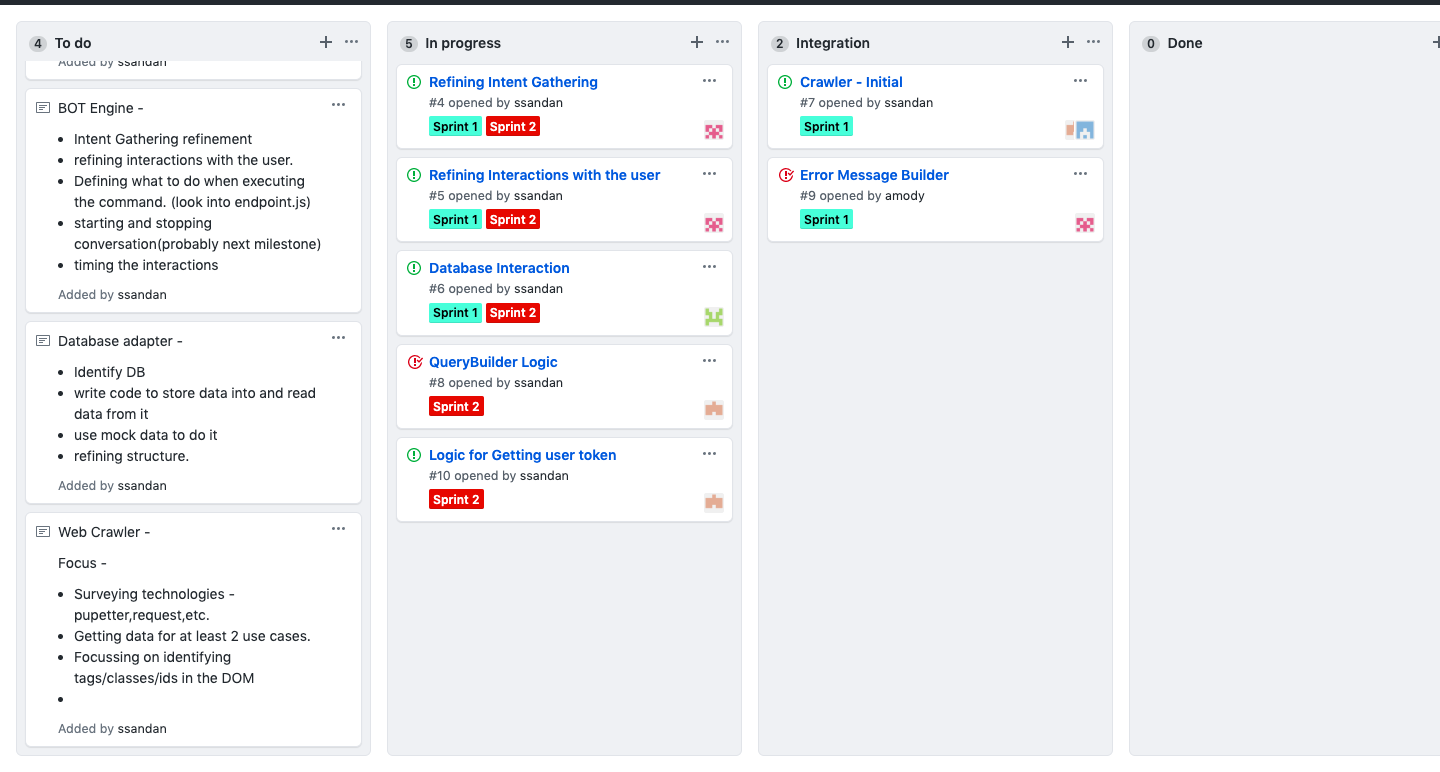 4 To do
Added by ssandan
BOT Engine -
Intent Gathering refinement
refining interactions with the user.
Defining what to do when executing
the command. (look into endpoint.js)
starting and stopping
conversation(probably next milestone)
timing the interactions
Added by ssandan
Database adapter -
Identify DB
write code to store data into and read
data from it
use mock data to do it
refining structure.
Added by ssandan
Web Crawler -
Focus -
Surveying technologies -
pupetter,request,etc.
Getting data for at least 2 use cases.
Focussing on identifying
tags/classes/ids in the DOM
Added by ssandan
5 In progress
Refining Intent Gathering
#4 opened by ssandan
Sprint 1 Sprint 2
Refining Interactions with the user
#5 opened by ssandan
Sprint 1 Sprint 2
Database Interaction
#6 opened by ssandan
Sprint 1 Sprint 2
QueryBuilder Logic
#8 opened by ssandan
Sprint 2
Logic for Getting user token
#10 opened by ssandan
Sprint 2
2 Integration
Crawler - Initial
#7 opened by ssandan
Sprint 1
Error Message Builder
#9 opened by amody
Sprint 1
0 Done